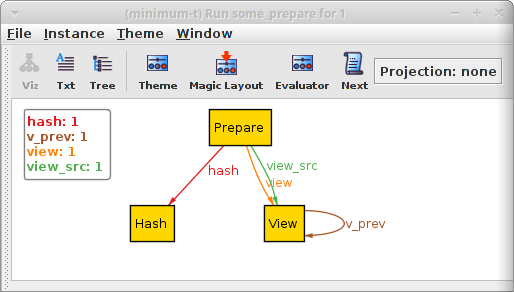 (minimum-t) Run some_prepare for 1
File Instance Theme Window
Viz Txt Tree Theme Magic Layout Evaluator Next Projection: none
hash: 1
v_prev: 1
view: 1
view_src: 1
Prepare
hash
view_src
view
Hash
View
v_prev